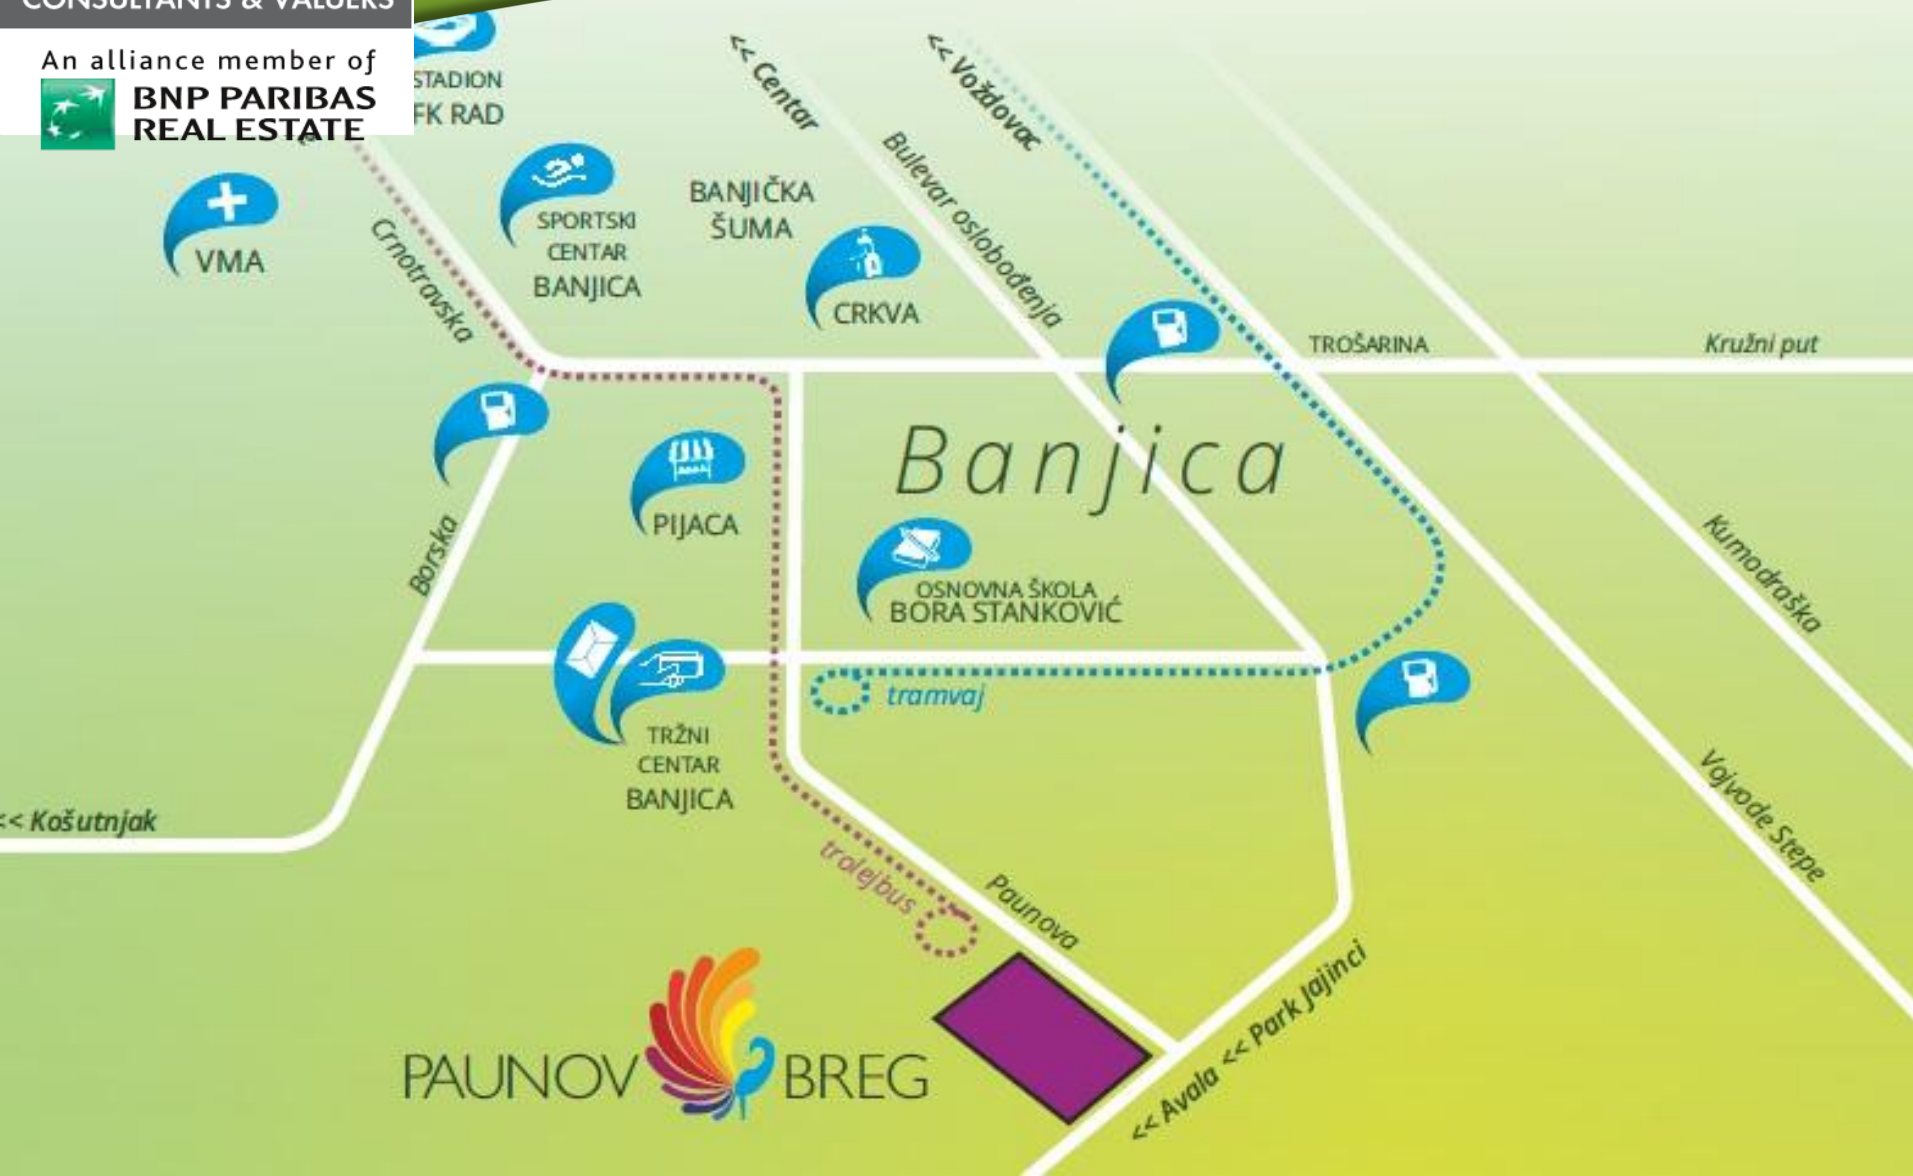 CONSULTANTS & VALUERS
An alliance member of
BNP PARIBAS
REAL ESTATE
STADION
FK RAD
<< Centar
<< Voždovac
VMA
Crnotravska
SPORTSKI
CENTAR
BANJICA
BANJIČKA
ŠUMA
CRKVA
Bulevar oslobođenja
TROŠARINA
Kružni put
Banjica
PIJACA
Borska
OSNOVNA ŠKOLA
BORA STANKOVIĆ
Kumodraška
tramvaj
TRŽNI
CENTAR
BANJICA
<< Košutnjak
Vojvode Stepe
trolejbus
Paunova
PAUNOV BREG
<< Avala << Park Jajinci